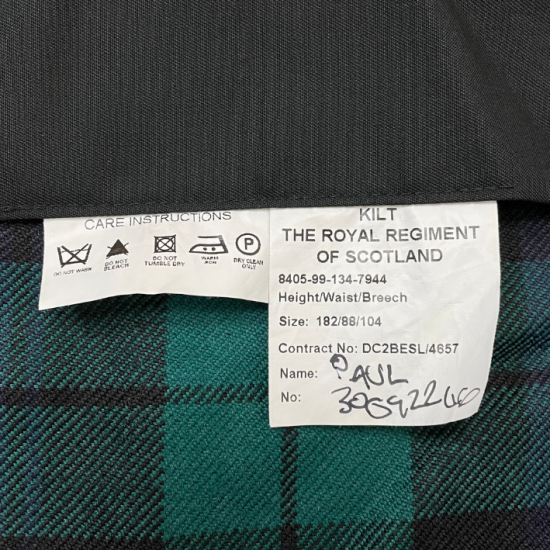 CARE INSTRUCTIONS
DO NOT WASH
DO NOT BLEACH
DO NOT TUMBLE DRY
WARM IRON
P
DRY CLEAN ONLY
KILT
THE ROYAL REGIMENT
OF SCOTLAND
8405-99-134-7944
Height/Waist/Breech
Size: 182/88/104
Contract No: DC2BESL/4657
Name: PAUL
No: